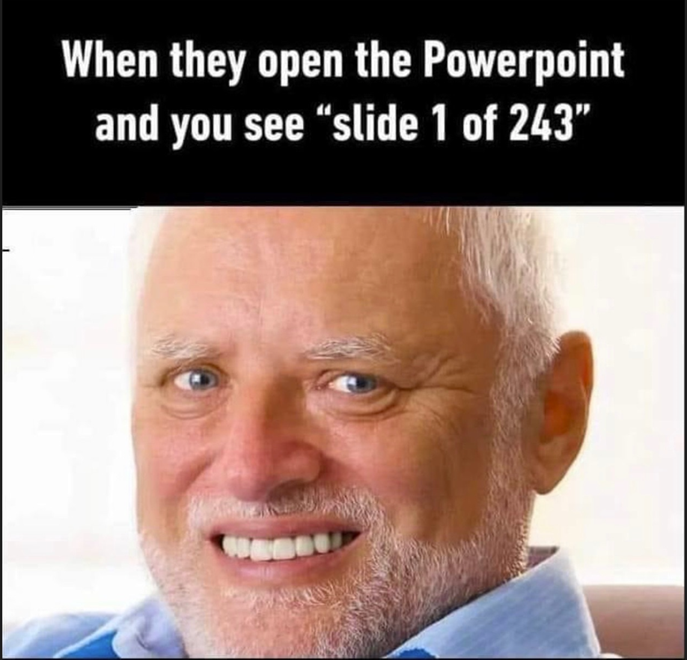 When they open the Powerpoint
and you see “slide 1 of 243”